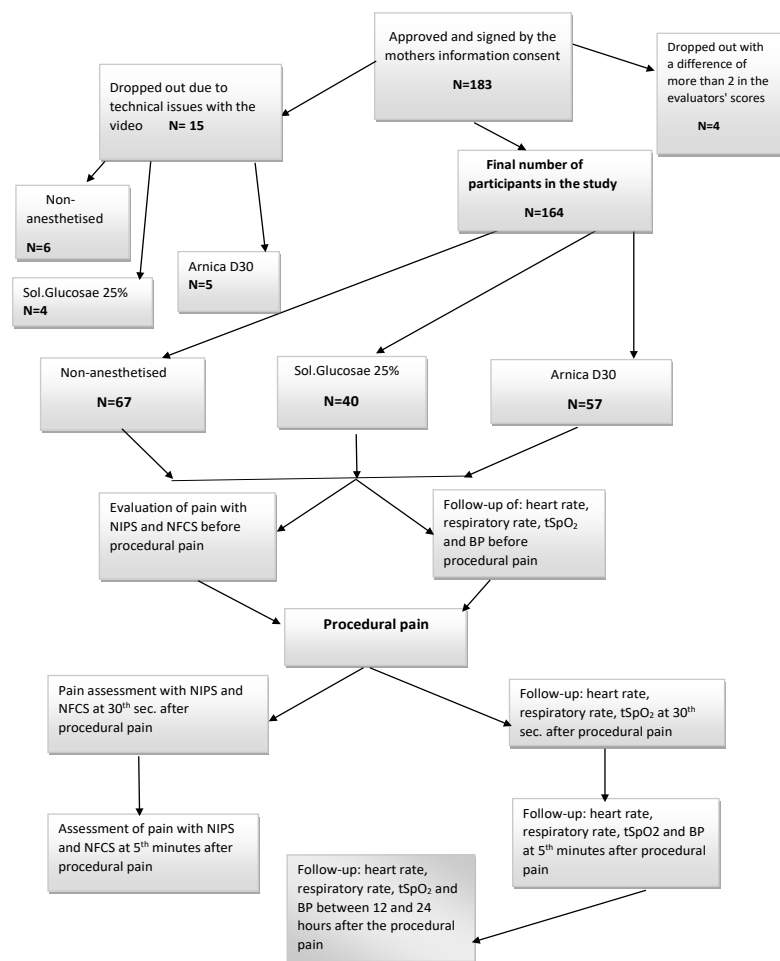 Approved and signed by the
mothers information consent
N=183
Dropped out with
a difference of
more than 2 in the
evaluators' scores
N=4
Dropped out due to
technical issues with the
video N= 15
Final number of
participants in the study
N=164
Non-
anesthetised
N=6
Arnica D30
N=5
Sol.Glucosae 25%
N=4
Non-anesthetised
N=67
Sol.Glucosae 25%
N=40
Arnica D30
N=57
Evaluation of pain with
NIPS and NFCS before
procedural pain
Follow-up of: heart rate,
respiratory rate, tSpO₂
and BP before
procedural pain
Procedural pain
Pain assessment with NIPS and
NFCS at 30th sec. after
procedural pain
Follow-up: heart rate,
respiratory rate, tSpO₂ at 30th
sec. after procedural pain
Assessment of pain with NIPS
and NFCS at 5th minutes after
procedural pain
Follow-up: heart rate,
respiratory rate, tSpO2 and BP
at 5th minutes after procedural
pain
Follow-up: heart rate,
respiratory rate, tSpO₂ and
BP between 12 and 24
hours after the procedural
pain